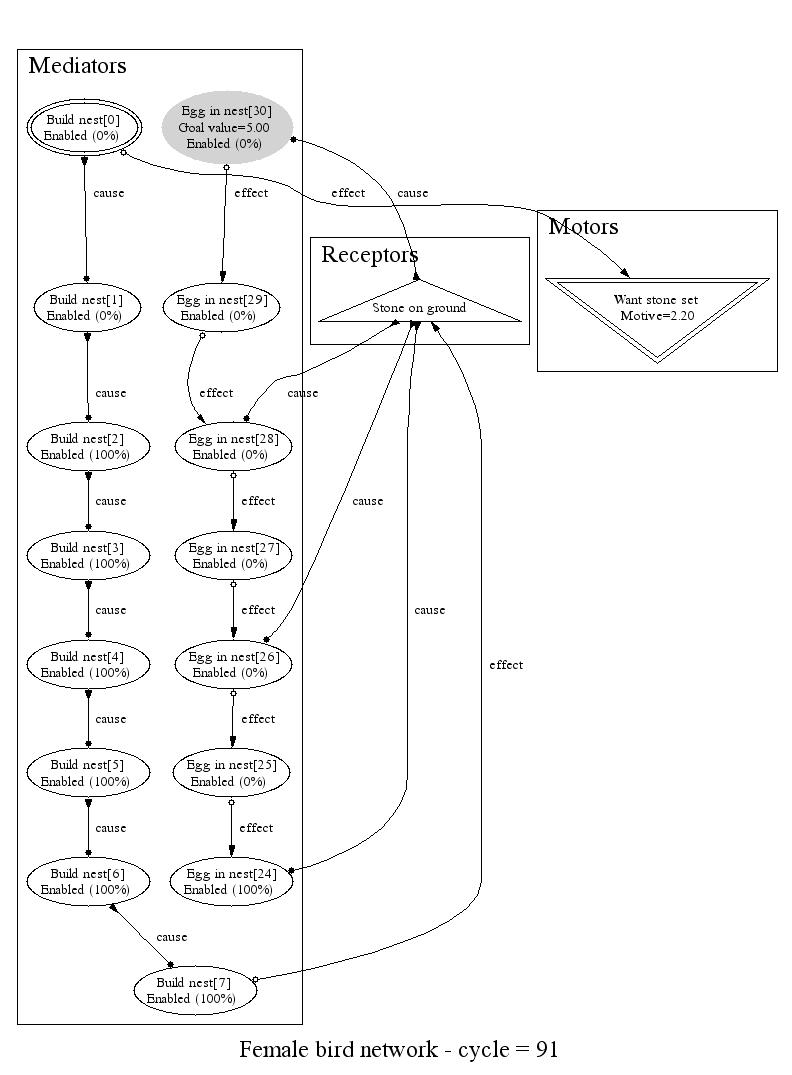 Mediators
Build nest[0]
Enabled (0%)
Egg in nest[30]
Goal value=5.00
Enabled (0%)
cause
effect
effect
cause
Motors
Receptors
Build nest[1]
Enabled (0%)
Egg in nest[29]
Enabled (0%)
Stone on ground
Want stone set
Motive=2.20
cause
effect
cause
Build nest[2]
Enabled (100%)
Egg in nest[28]
Enabled (0%)
cause
effect
cause
Build nest[3]
Enabled (100%)
Egg in nest[27]
Enabled (0%)
cause
effect
cause
Build nest[4]
Enabled (100%)
Egg in nest[26]
Enabled (0%)
effect
cause
effect
Build nest[5]
Enabled (100%)
Egg in nest[25]
Enabled (0%)
cause
effect
Build nest[6]
Enabled (100%)
Egg in nest[24]
Enabled (100%)
cause
Build nest[7]
Enabled (100%)
Female bird network - cycle = 91